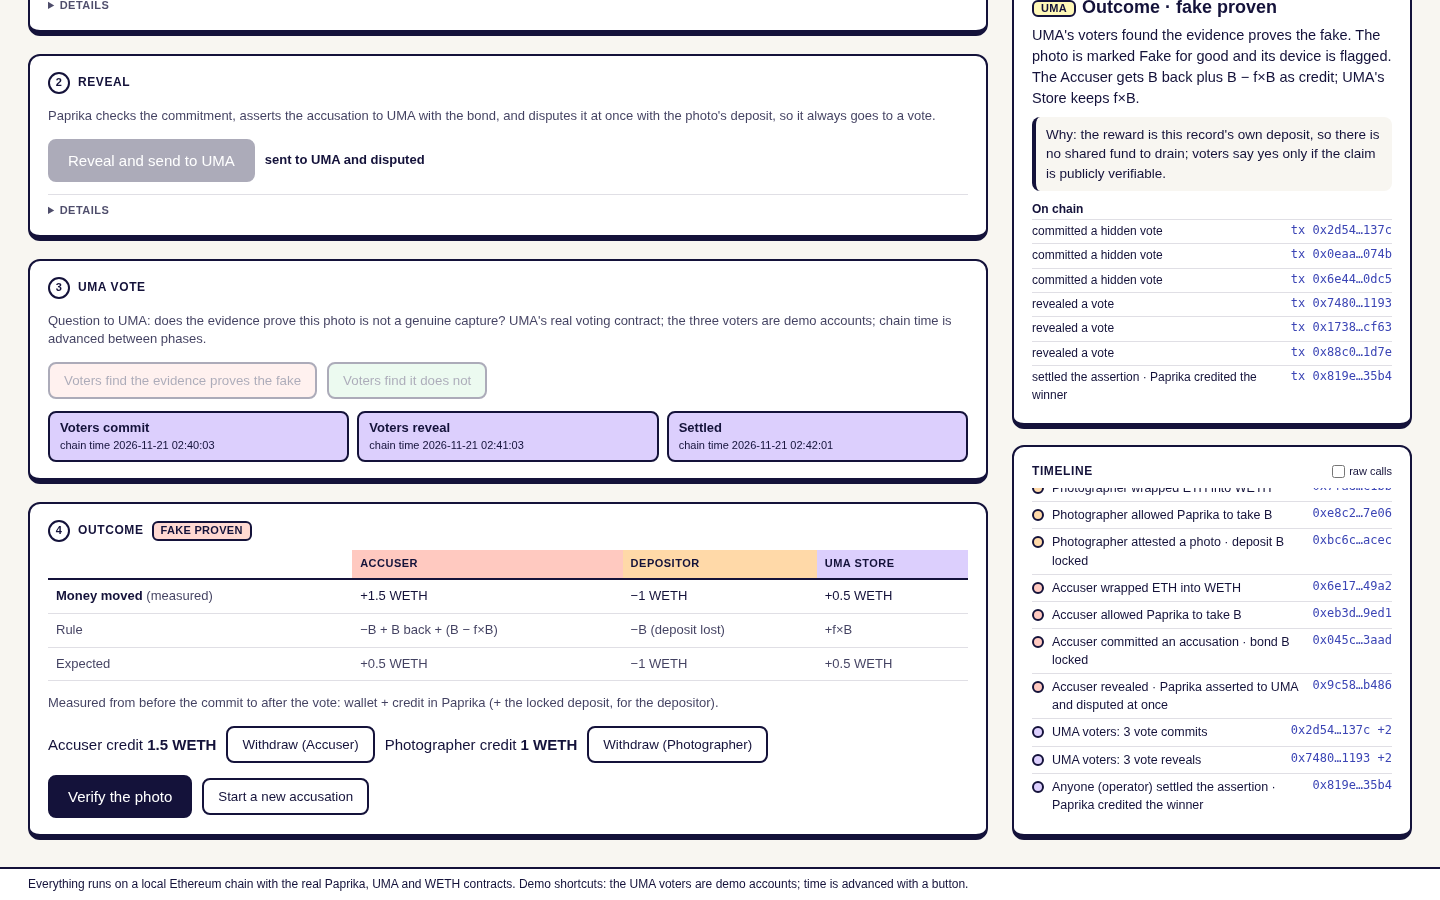 ▶ DETAILS
2 REVEAL
Paprika checks the commitment, asserts the accusation to UMA with the bond, and disputes it at once with the photo's deposit, so it always goes to a vote.
Reveal and send to UMA sent to UMA and disputed
▶ DETAILS
3 UMA VOTE
Question to UMA: does the evidence prove this photo is not a genuine capture? UMA's real voting contract; the three voters are demo accounts; chain time is
advanced between phases.
Voters find the evidence proves the fake Voters find it does not
Voters commit
chain time 2026-11-21 02:40:03
Voters reveal
chain time 2026-11-21 02:41:03
Settled
chain time 2026-11-21 02:42:01
4 OUTCOME FAKE PROVEN
ACCUSER DEPOSITOR UMA STORE
Money moved (measured) +1.5 WETH −1 WETH +0.5 WETH
Rule −B + B back + (B − f×B) −B (deposit lost) +f×B
Expected +0.5 WETH −1 WETH +0.5 WETH
Measured from before the commit to after the vote: wallet + credit in Paprika (+ the locked deposit, for the depositor).
Accuser credit 1.5 WETH Withdraw (Accuser) Photographer credit 1 WETH Withdraw (Photographer)
Verify the photo Start a new accusation
UMA Outcome · fake proven
UMA's voters found the evidence proves the fake. The
photo is marked Fake for good and its device is flagged.
The Accuser gets B back plus B − f×B as credit; UMA's
Store keeps f×B.
Why: the reward is this record's own deposit, so there is
no shared fund to drain; voters say yes only if the claim
is publicly verifiable.
On chain
committed a hidden vote tx 0x2d54…137c
committed a hidden vote tx 0x0eaa…074b
committed a hidden vote tx 0x6e44…0dc5
revealed a vote tx 0x7480…1193
revealed a vote tx 0x1738…cf63
revealed a vote tx 0x88c0…1d7e
settled the assertion · Paprika credited the tx 0x819e…35b4
winner
TIMELINE raw calls
Photographer wrapped ETH into WETH
Photographer allowed Paprika to take B 0xe8c2…7e06
Photographer attested a photo · deposit B 0xbc6c…acec
locked
Accuser wrapped ETH into WETH 0x6e17…49a2
Accuser allowed Paprika to take B 0xeb3d…9ed1
Accuser committed an accusation · bond B 0x045c…3aad
locked
Accuser revealed · Paprika asserted to UMA 0x9c58…b486
and disputed at once
UMA voters: 3 vote commits 0x2d54…137c +2
UMA voters: 3 vote reveals 0x7480…1193 +2
Anyone (operator) settled the assertion · 0x819e…35b4
Paprika credited the winner
Everything runs on a local Ethereum chain with the real Paprika, UMA and WETH contracts. Demo shortcuts: the UMA voters are demo accounts; time is advanced with a button.